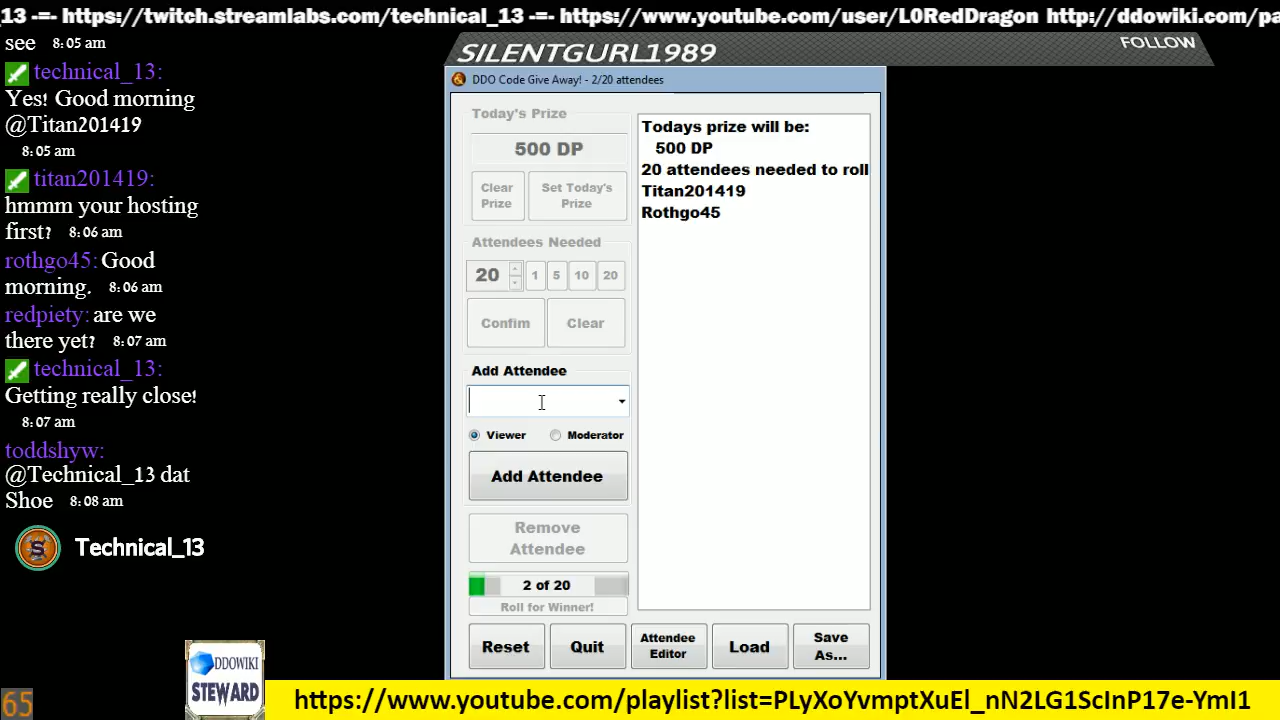 13 -=- https://twitch.streamlabs.com/technical_13 -=- https://www.youtube.com/user/L0RedDragon http://ddowiki.com/pa
see 8:05 am
technical_13:
Yes! Good morning
@Titan201419
8:05 am
titan201419:
hmmm your hosting
first? 8:06 am
rothgo45: Good
morning. 8:06 am
redpiety: are we
there yet? 8:07 am
technical_13:
Getting really close!
8:07 am
toddshyw:
@Technical_13 dat
Shoe 8:08 am
Technical_13
SILENTGURL1989
FOLLOW
DDO Code Give Away! - 2/20 attendees
Today's Prize
500 DP
Clear
Prize
Set Today's
Prize
Attendees Needed
20 1 5 10 20
Confim Clear
Add Attendee
Viewer Moderator
Add Attendee
Remove
Attendee
2 of 20
Roll for Winner!
Todays prize will be:
500 DP
20 attendees needed to roll
Titan201419
Rothgo45
Reset Quit
Attendee
Editor
Load
Save
As...
DDOWIKI
STEWARD
65
https://www.youtube.com/playlist?list=PLyXoYvmptXuEl_nN2LG1ScInP17e-YmI1